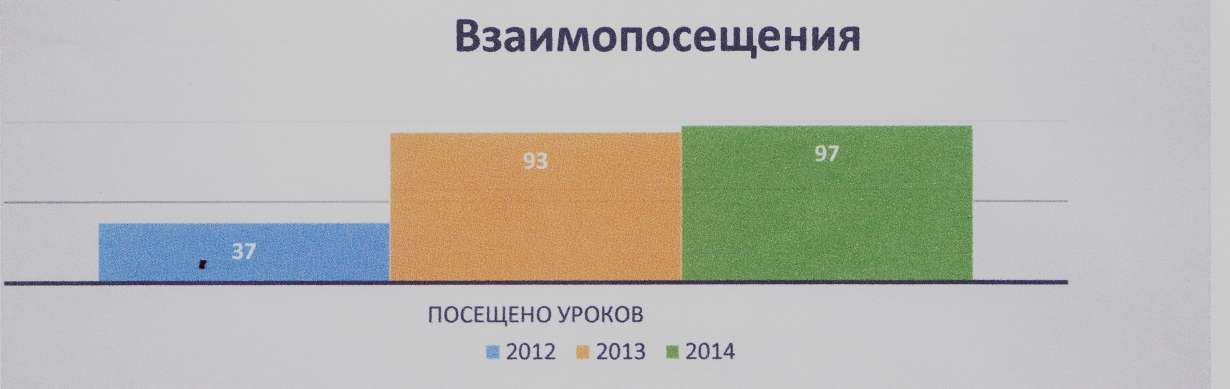 Взаимопосещения
37
93
97
ПОСЕЩЕНО УРОКОВ
2012 2013 2014